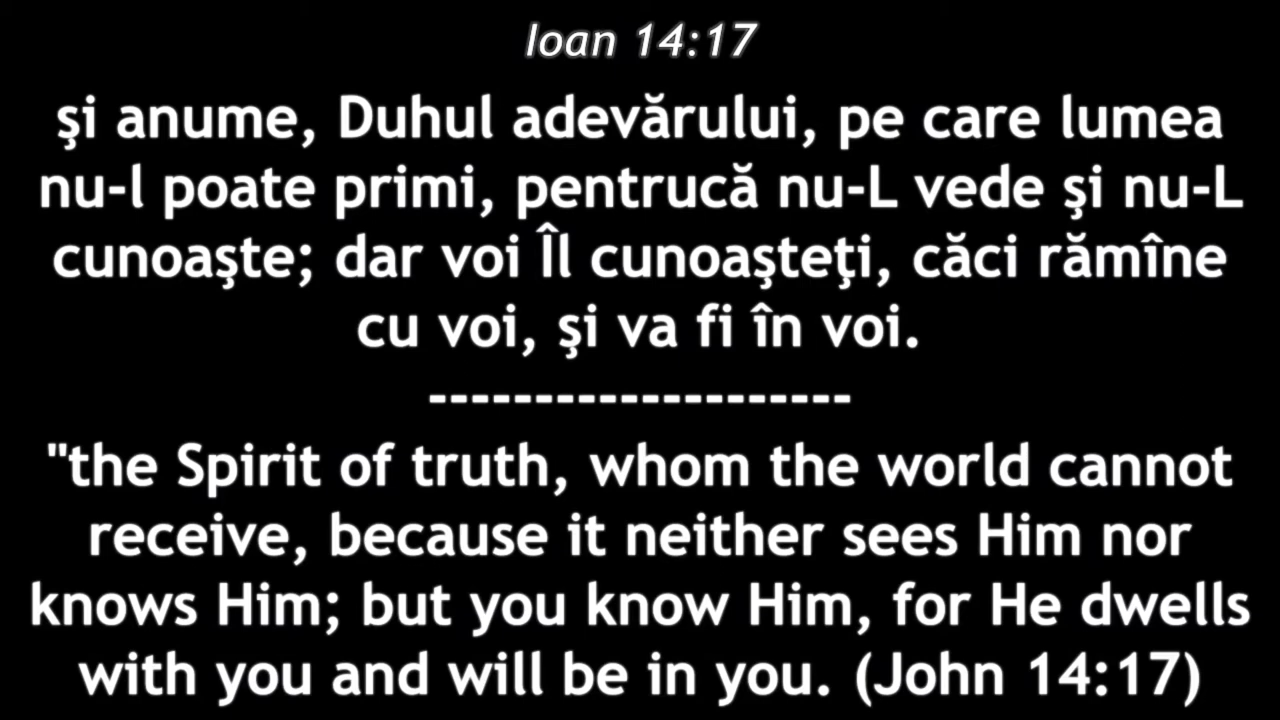 Ioan 14:17
şi anume, Duhul adevărului, pe care lumea
nu-l poate primi, pentrucă nu-L vede şi nu-L
cunoaşte; dar voi Îl cunoaşteţi, căci rămîne
cu voi, şi va fi în voi.
--------------------
"the Spirit of truth, whom the world cannot
receive, because it neither sees Him nor
knows Him; but you know Him, for He dwells
with you and will be in you. (John 14:17)